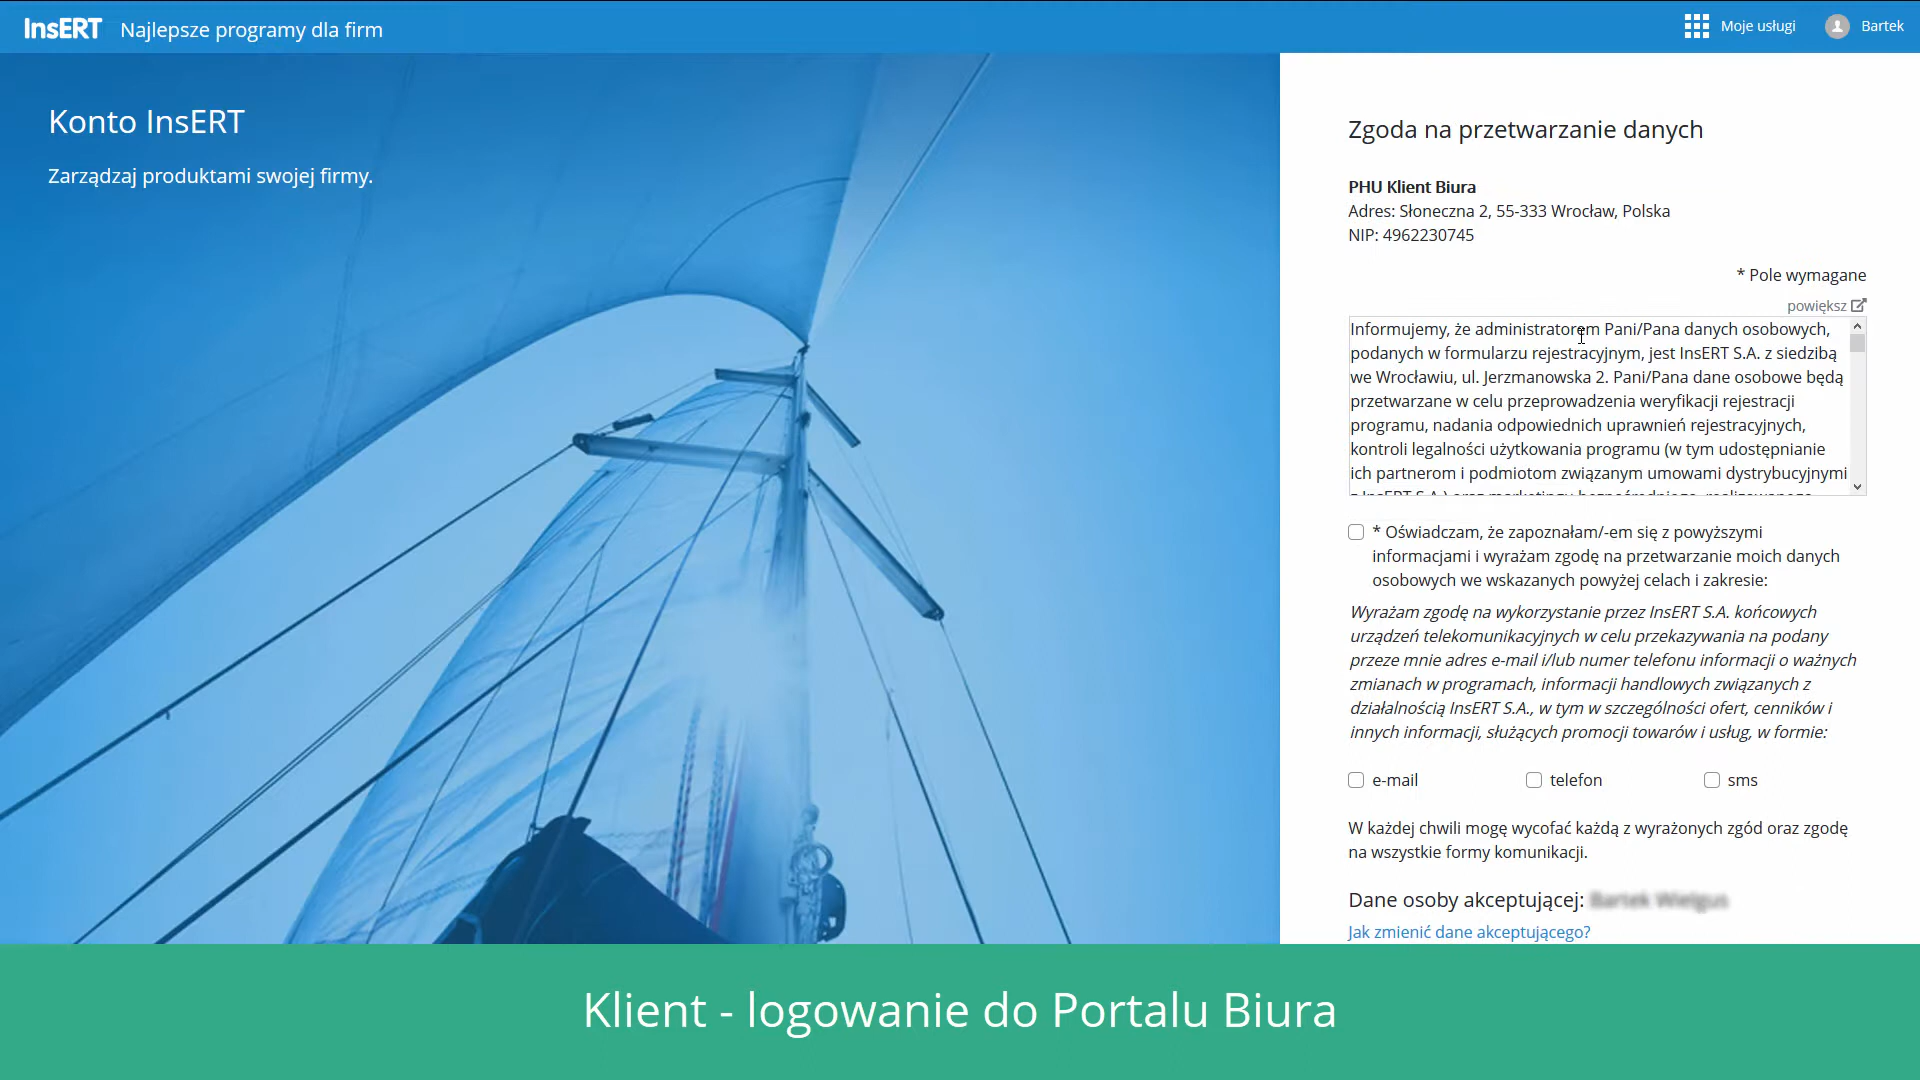 InsERT Najlepsze programy dla firm
Moje usługi
Bartek
Konto InsERT
Zarządzaj produktami swojej firmy.
Zgoda na przetwarzanie danych
PHU Klient Biura
Adres: Słoneczna 2, 55-333 Wrocław, Polska
NIP: 4962230745
* Pole wymagane
powiększ
Informujemy, że administratorem Pani/Pana danych osobowych,
podanych w formularzu rejestracyjnym, jest InsERT S.A. z siedzibą
we Wrocławiu, ul. Jerzmanowska 2. Pani/Pana dane osobowe będą
przetwarzane w celu przeprowadzenia weryfikacji rejestracji
programu, nadania odpowiednich uprawnień rejestracyjnych,
kontroli legalności użytkowania programu (w tym udostępnianie
ich partnerom i podmiotom związanym umowami dystrybucyjnymi
* Oświadczam, że zapoznałam/-em się z powyższymi
informacjami i wyrażam zgodę na przetwarzanie moich danych
osobowych we wskazanych powyżej celach i zakresie:
Wyrażam zgodę na wykorzystanie przez InsERT S.A. końcowych
urządzeń telekomunikacyjnych w celu przekazywania na podany
przeze mnie adres e-mail i/lub numer telefonu informacji o ważnych
zmianach w programach, informacji handlowych związanych z
działalnością InsERT S.A., w tym w szczególności ofert, cenników i
innych informacji, służących promocji towarów i usług, w formie:
e-mail
telefon
sms
W każdej chwili mogę wycofać każdą z wyrażonych zgód oraz zgodę
na wszystkie formy komunikacji.
Dane osoby akceptującej:
Jak zmienić dane akceptującego?
Klient - logowanie do Portalu Biura